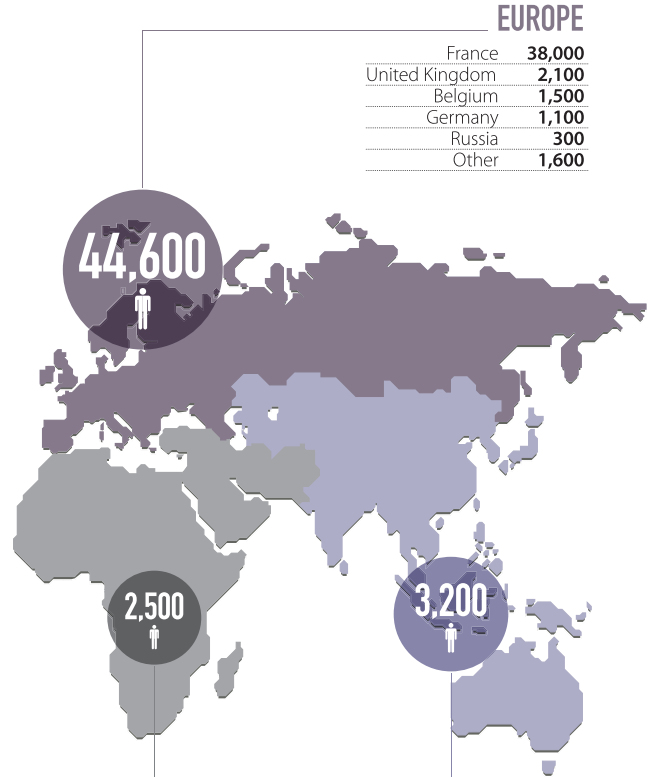 EUROPE
France 38,000
United Kingdom 2,100
Belgium 1,500
Germany 1,100
Russia 300
Other 1,600
44,600
2,500
3,200